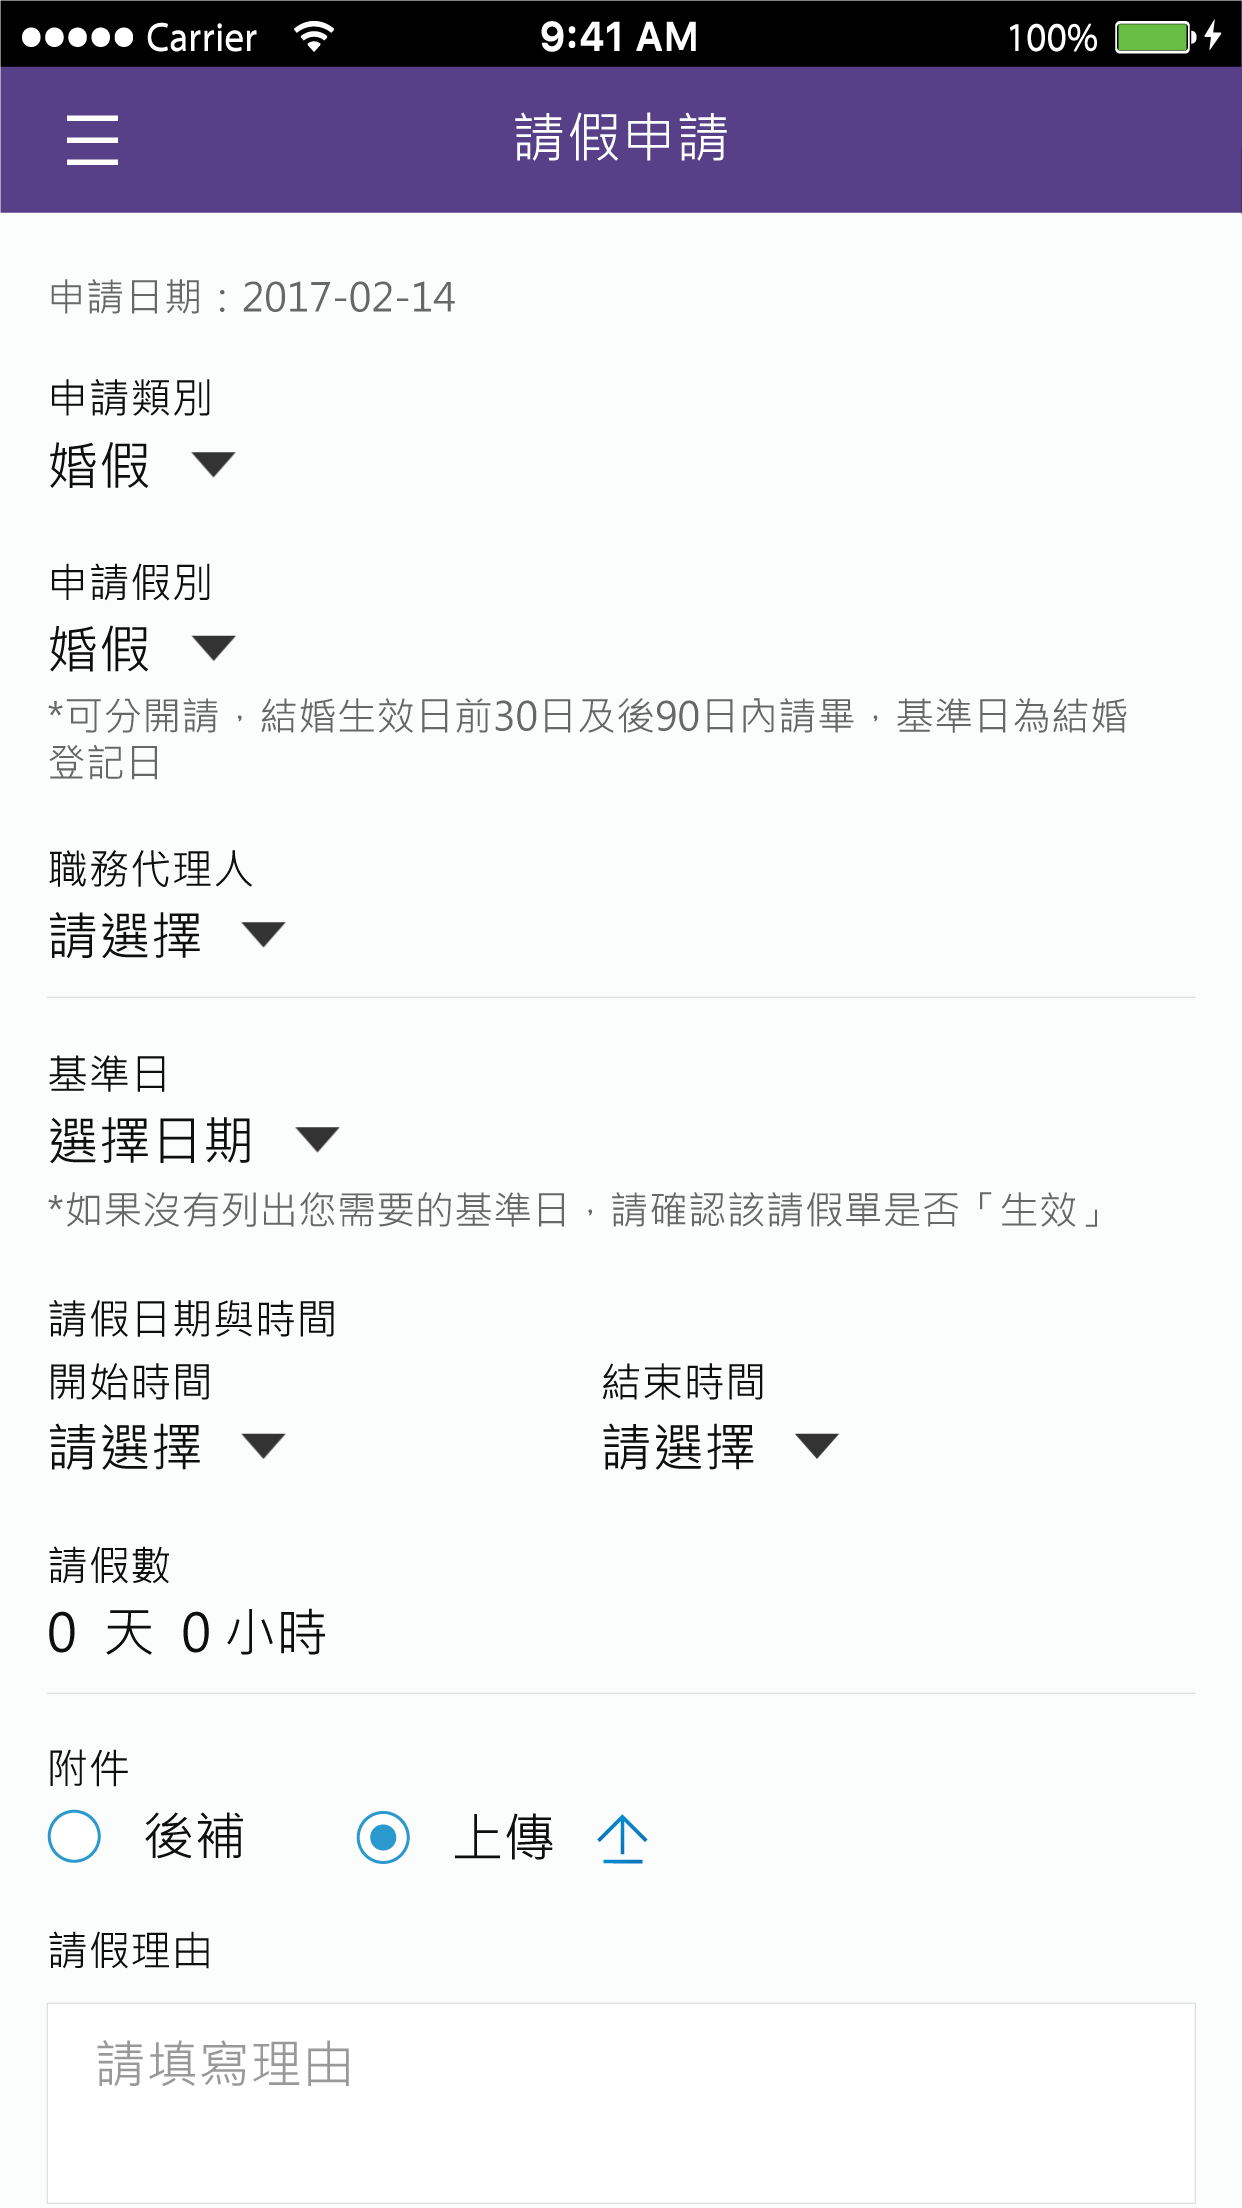 Carrier 9:41 AM 100%
請假申請
申請日期：2017-02-14
申請類別
婚假
申請假別
婚假
*可分開請，結婚生效日前30日及後90日內請畢，基準日為結婚
登記日
職務代理人
請選擇
基準日
選擇日期
*如果沒有列出您需要的基準日，請確認該請假單是否「生效」
請假日期與時間
開始時間 結束時間
請選擇 請選擇
請假數
0 天 0 小時
附件
後補 上傳
請假理由
請填寫理由